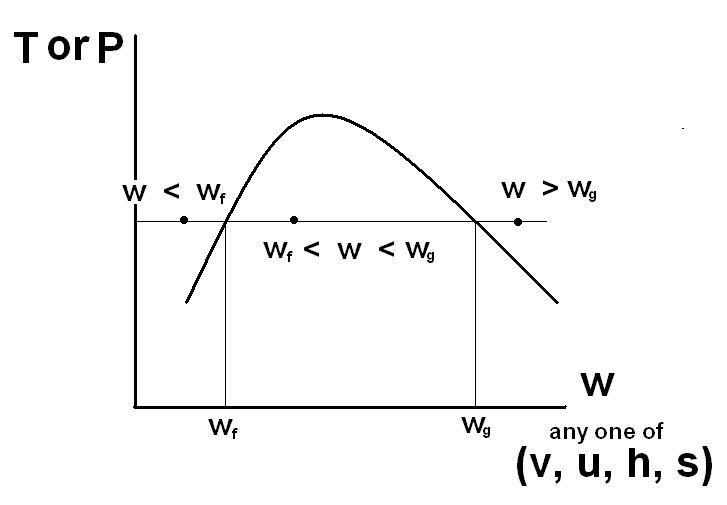 T or P
w < wf
w > wg
wf < w < wg
w
wf
wg
any one of
(v, u, h, s)